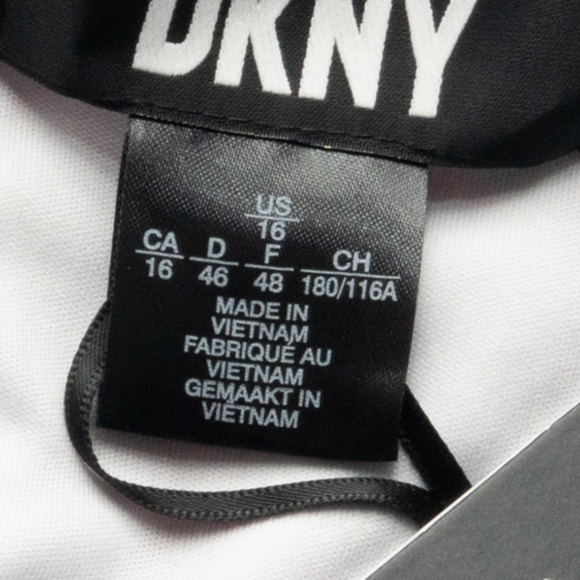 DKNY
US
16
CA D F CH
16 46 48 180/116A
MADE IN
VIETNAM
FABRIQUÉ AU
VIETNAM
GEMAAKT IN
VIETNAM